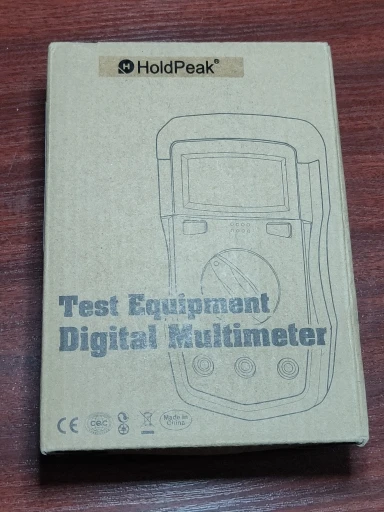 HoldPeak®
Test Equipment
Digital Multimeter
CE
Made in
China